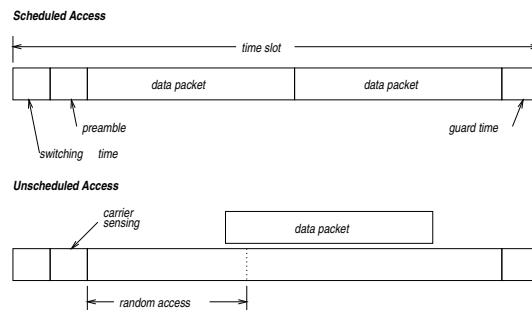 Scheduled Access
time slot
data packet data packet
preamble
guard time
switching time
Unscheduled Access
carrier
sensing
data packet
random access